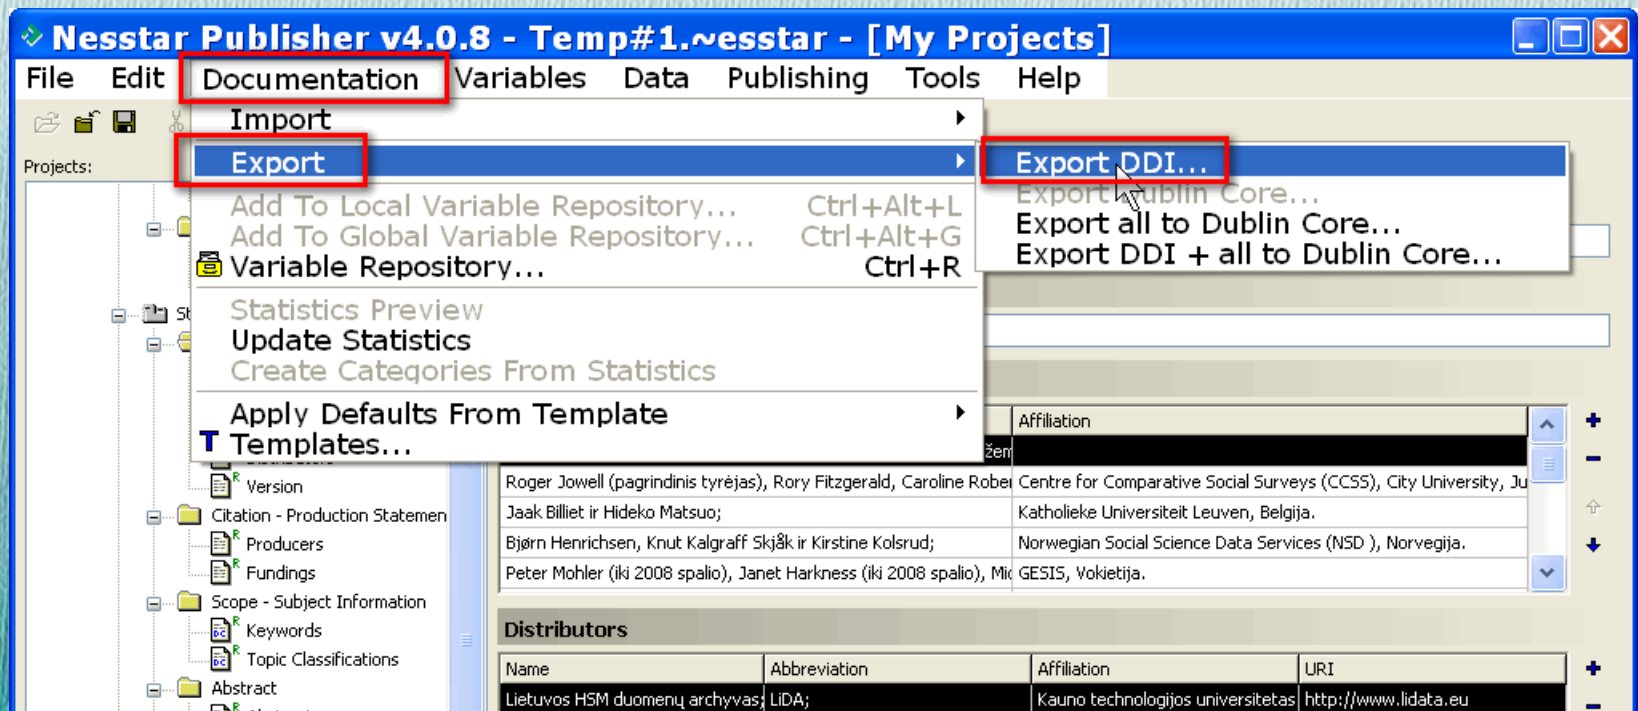 Nesstar Publisher v4.0.8 - Temp#1.~esstar - [My Projects]
File Edit Documentation Variables Data Publishing Tools Help
Import
Projects:
Export
Export DDI...
Export Dublin Core...
Export all to Dublin Core...
Export DDI + all to Dublin Core...
Add To Local Variable Repository... Ctrl+Alt+L
Add To Global Variable Repository... Ctrl+Alt+G
Variable Repository... Ctrl+R
Statistics Preview
Update Statistics
Create Categories From Statistics
Apply Defaults From Template
T Templates...
Affiliation
Version
Citation - Production Statemen
Producers
Fundings
Scope - Subject Information
Keywords
Topic Classifications
Abstract
Roger Jowell (pagrindinis tyrėjas), Rory Fitzgerald, Caroline Rober Centre for Comparative Social Surveys (CCSS), City University, Ju
Jaak Billiet ir Hideko Matsuo; Katholieke Universiteit Leuven, Belgija.
Bjørn Henrichsen, Knut Kalgraff Skjåk ir Kirstine Kolsrud; Norwegian Social Science Data Services (NSD ), Norvegija.
Peter Mohler (iki 2008 spalio), Janet Harkness (iki 2008 spalio), Mic GESIS, Vokietija.
Distributors
Name Abbreviation Affiliation URI
Lietuvos HSM duomenų archyvas; LiDA; Kauno technologijos universitetas http://www.lidata.eu